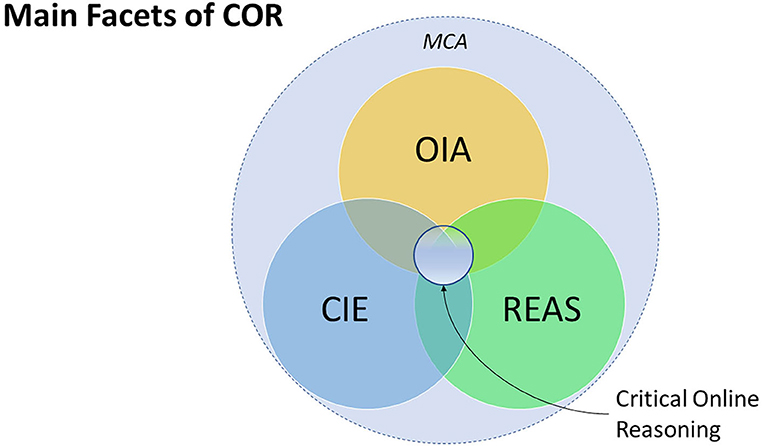 Main Facets of COR
MCA
OIA
CIE
REAS
Critical Online
Reasoning